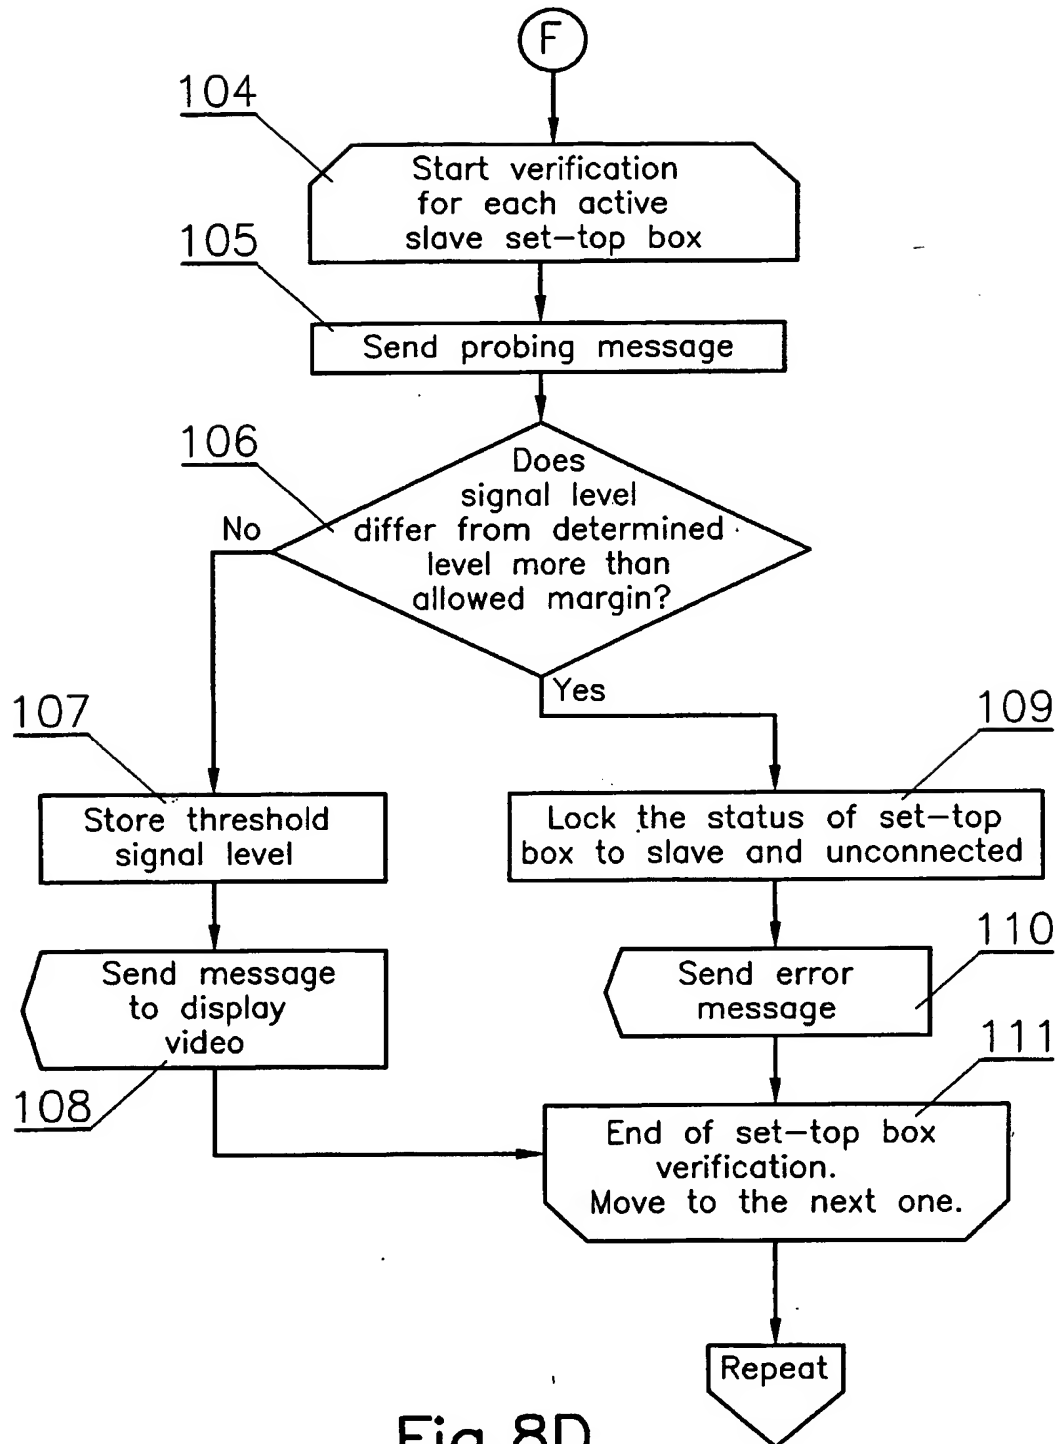 F
104
Start verification
for each active
slave set-top box
105
Send probing message
106
Does
signal level
differ from determined
level more than
allowed margin?
No
Yes
107
Store threshold
signal level
109
Lock the status of set-top
box to slave and unconnected
108
Send message
to display
video
110
Send error
message
111
End of set-top box
verification.
Move to the next one.
Repeat
Fig. 8D